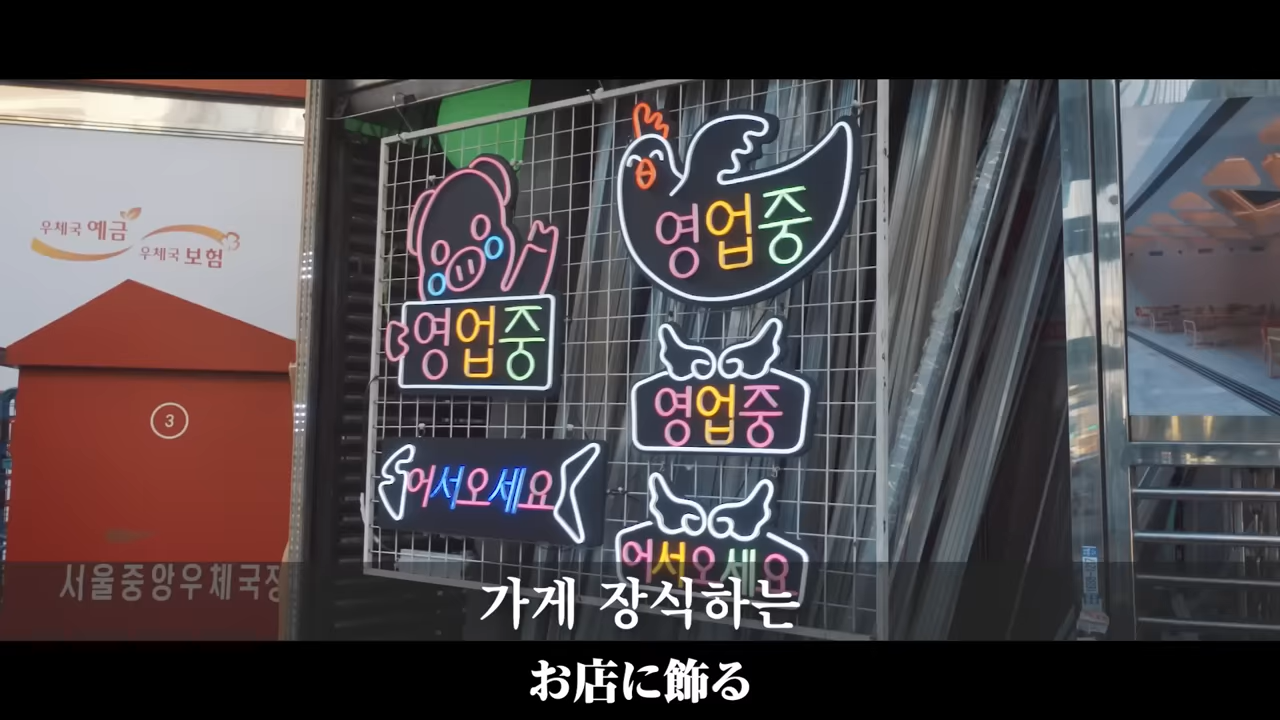 우체국 예금
우체국 보험
3
서울중앙우체국장
영업중
영업중
영업중
어서오세요
어서오세요
가게 장식하는
お店に飾る